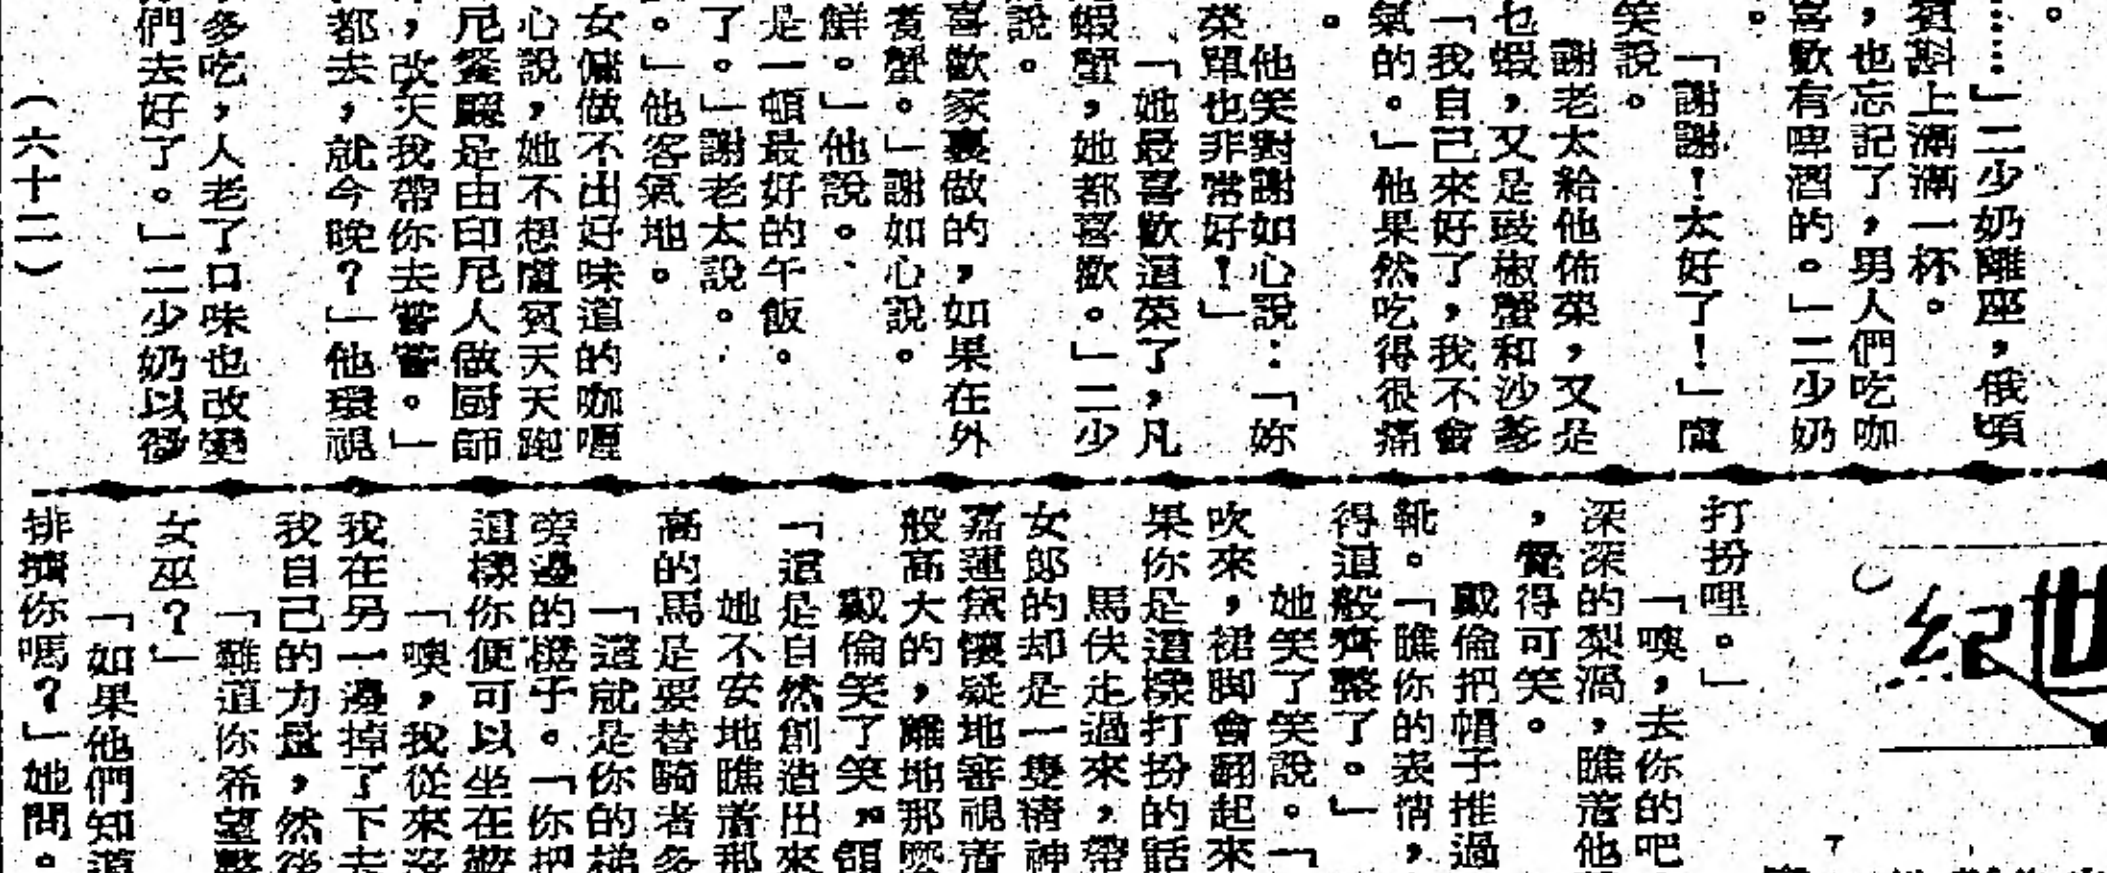 。
……」二少奶離座，俄頃
賓斟上滿滿一杯。
，也忘記了，男人們吃咖
喜歡有啤酒的。」二少奶
。
「謝謝！太好了！」盧
笑說。
謝老太給他佈菜，又是
蝦，又是豉椒蟹和沙爹
「我自己來好了，我不會
氣的。」他果然吃得很痛
。
他笑對謝如心說：「妳
菜單也非常好！」
「她最喜歡這菜了，凡
蝦蟹，她都喜歡。」二少
說。
喜歡家裏做的，如果在外
煮蟹。」謝如心說。
鮮。」他說。
是一頓最好的午飯。
了。」謝老太說。
。」他客氣地。
女傭做不出好味道的咖喱
心說，她不想盧賓天天跑
尼餐廳是由印尼人做厨師
，改天我帶你去嘗嘗。」
都去，就今晚？」他環視
多吃，人老了口味也改變
們去好了。」二少奶以徵
（六十二）
世紀
打扮哩。」
「噢，去你的吧
深深的梨渦，瞧着他
，覺得可笑。
戴倫把帽子推過
靴。「瞧你的表情，
得這般齊整了。」
她笑了笑說。「
吹來，裙脚會翻起來
果你是這樣打扮的話
馬伕走過來，帶
女郎的却是一隻精神
嘉蓮黛懷疑地審視着
般高大的，離地那麼
戴倫笑了笑，
「這是自然創造出來
她不安地瞧着那
高的馬是要替騎者多
「這就是你的梯
旁邊的櫈子。「你把
這樣你便可以坐在
「噢，我從來沒
我在另一邊掉了下去
我自己的力量，然後
「難道你希望
女巫？」
「如果他們知道
排擠你嗎？」她問。